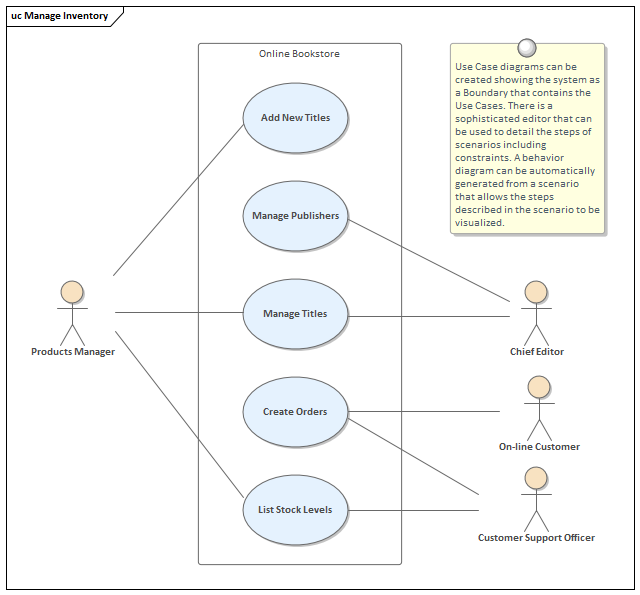 uc Manage Inventory
Online Bookstore
Add New Titles
Manage Publishers
Manage Titles
Create Orders
List Stock Levels
Products Manager
Chief Editor
On-line Customer
Customer Support Officer
Use Case diagrams can be
created showing the system as
a Boundary that contains the
Use Cases. There is a
sophisticated editor that can
be used to detail the steps of
scenarios including
constraints. A behavior
diagram can be automatically
generated from a scenario
that allows the steps
described in the scenario to be
visualized.